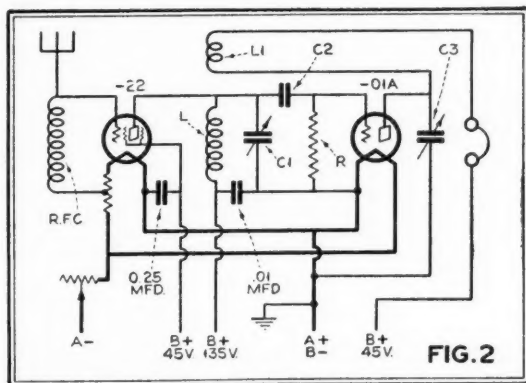 L1
C2
C3
-22
-01A
L
C1
R
R.F.C
0.25 MFD.
.01 MFD
A-
B+ 45V.
B+ 135V.
A+ B-
B+ 45V.
FIG. 2